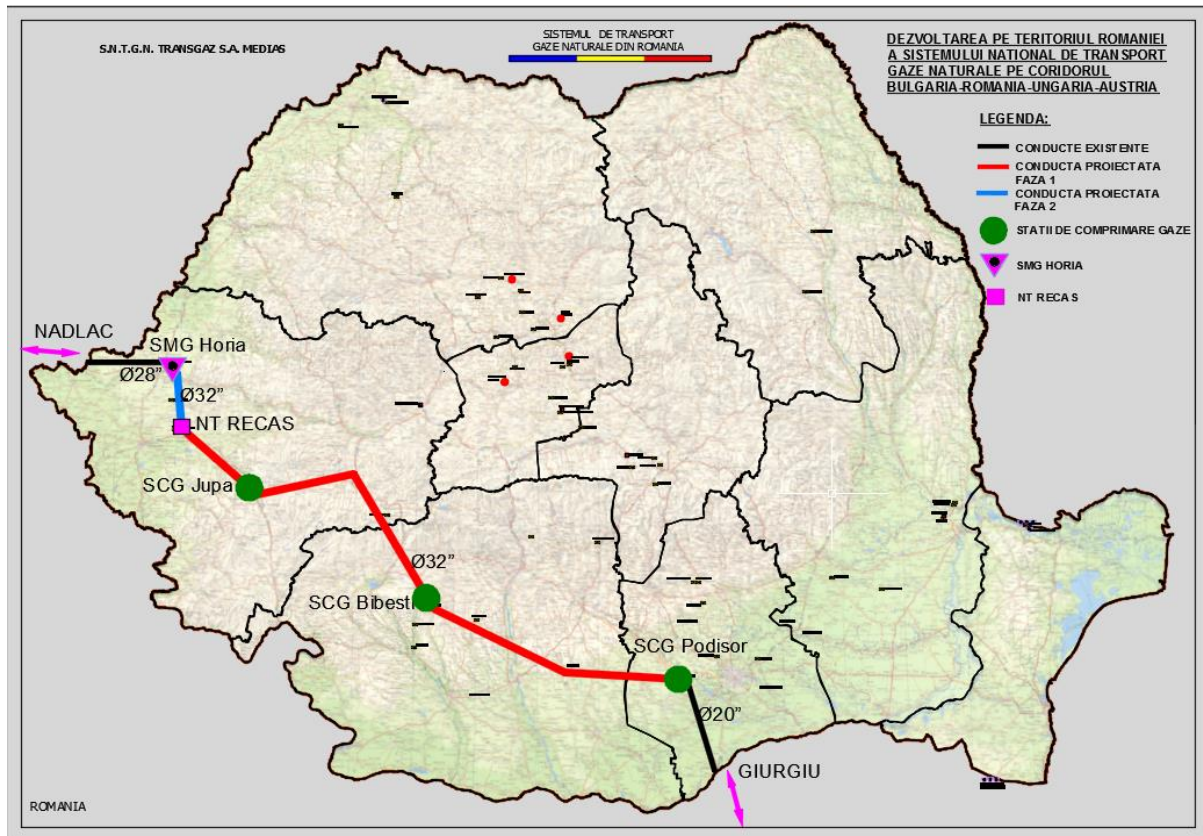 S.N.T.G.N. TRANSGAZ S.A. MEDIAS
SISTEMUL DE TRANSPORT
GAZE NATURALE DIN ROMANIA
DEZVOLTAREA PE TERITORIUL ROMANIEI
A SISTEMULUI NATIONAL DE TRANSPORT
GAZE NATURALE PE CORIDORUL
BULGARIA-ROMANIA-UNGARIA-AUSTRIA
LEGENDA:
CONDUCTE EXISTENTE
CONDUCTA PROIECTATA
FAZA 1
CONDUCTA PROIECTATA
FAZA 2
STATII DE COMPRIMARE GAZE
SMG HORIA
NT RECAS
NADLAC
SMG Horia
Ø28”
Ø32”
NT RECAS
SCG Jupa
Ø32”
SCG Bibesti
SCG Podisor
Ø20”
GIURGIU
ROMANIA